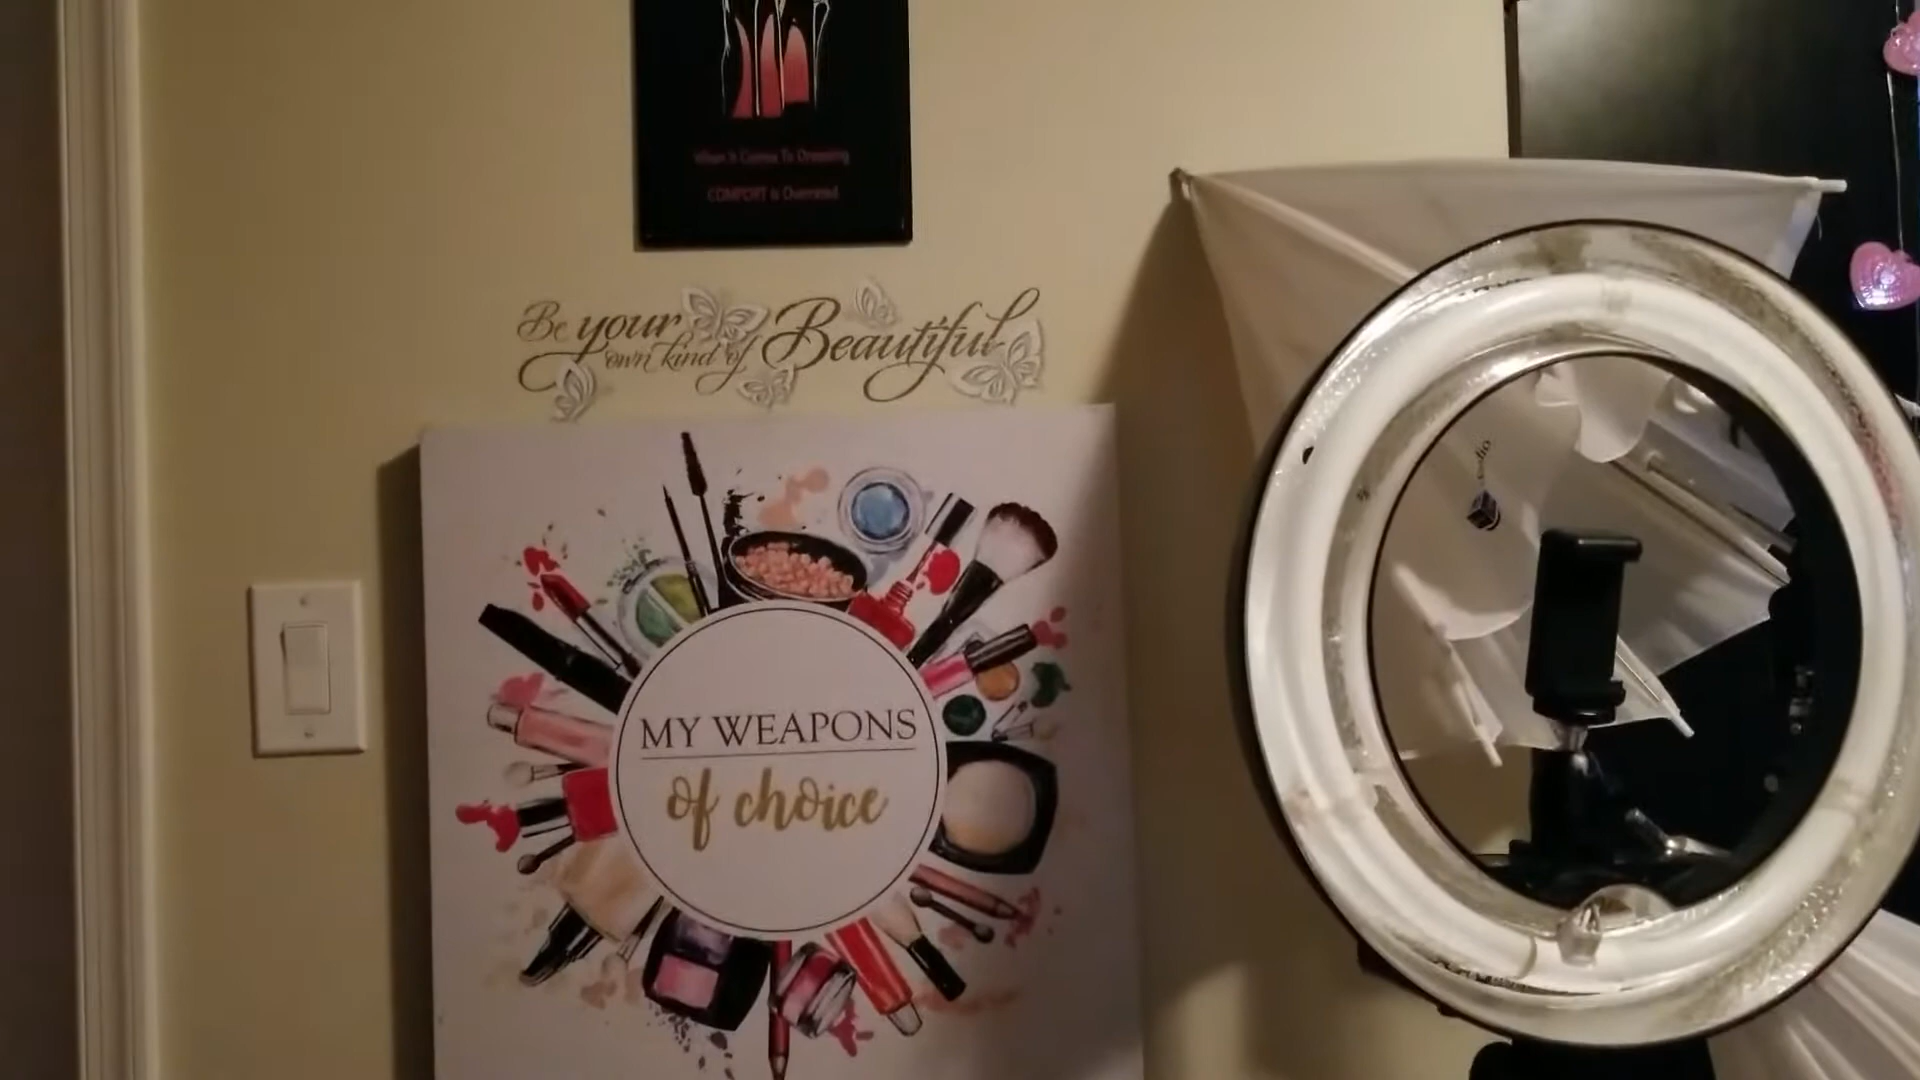 When It Comes To Dressing
COMFORT is Overrated
Be your own kind of Beautiful
MY WEAPONS
of choice